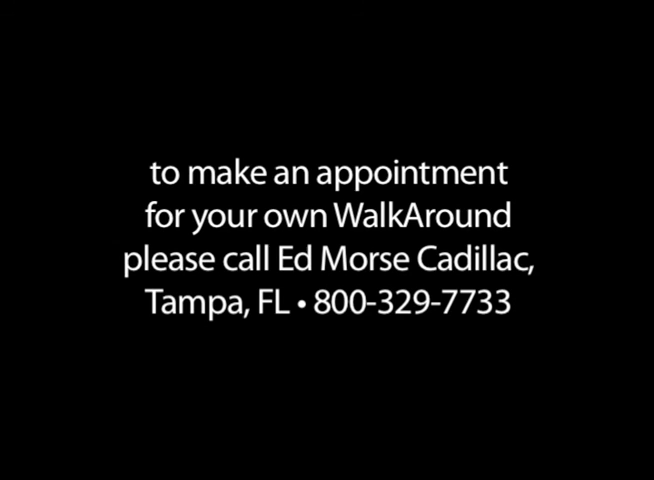 to make an appointment
for your own WalkAround
please call Ed Morse Cadillac,
Tampa, FL • 800-329-7733